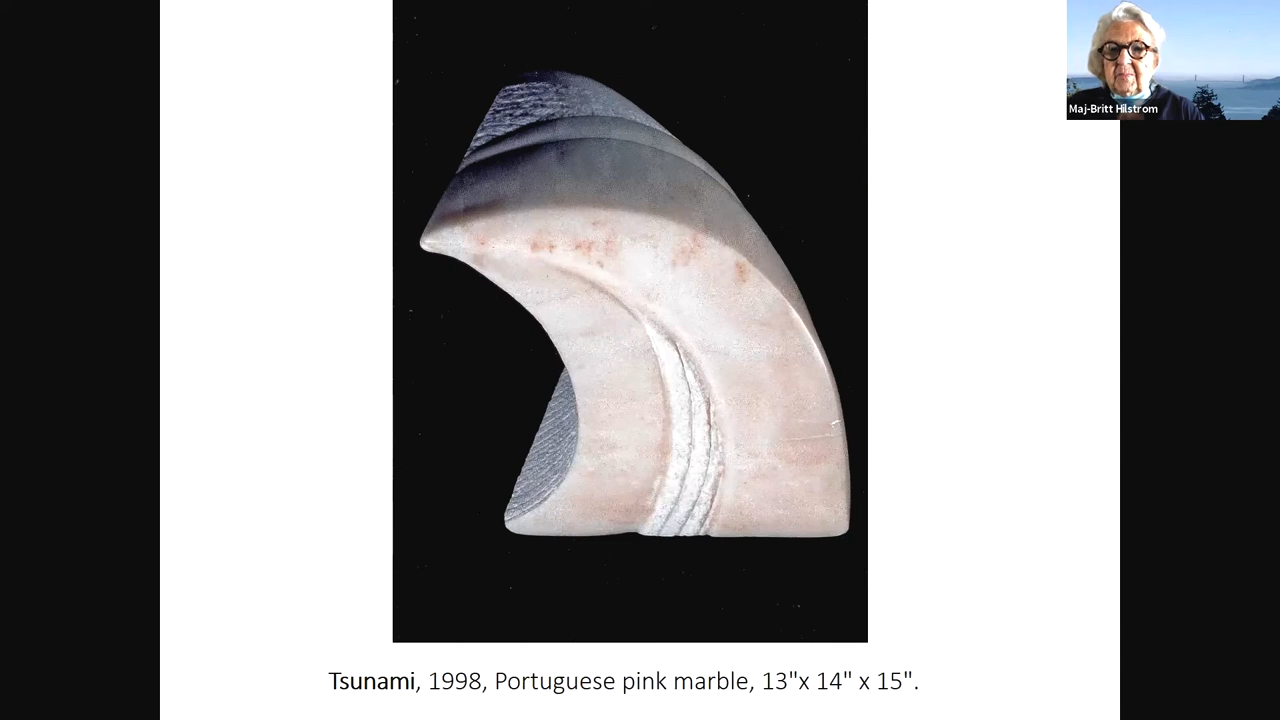 Maj-Britt Hilstrom
Tsunami, 1998, Portuguese pink marble, 13"x 14" x 15".